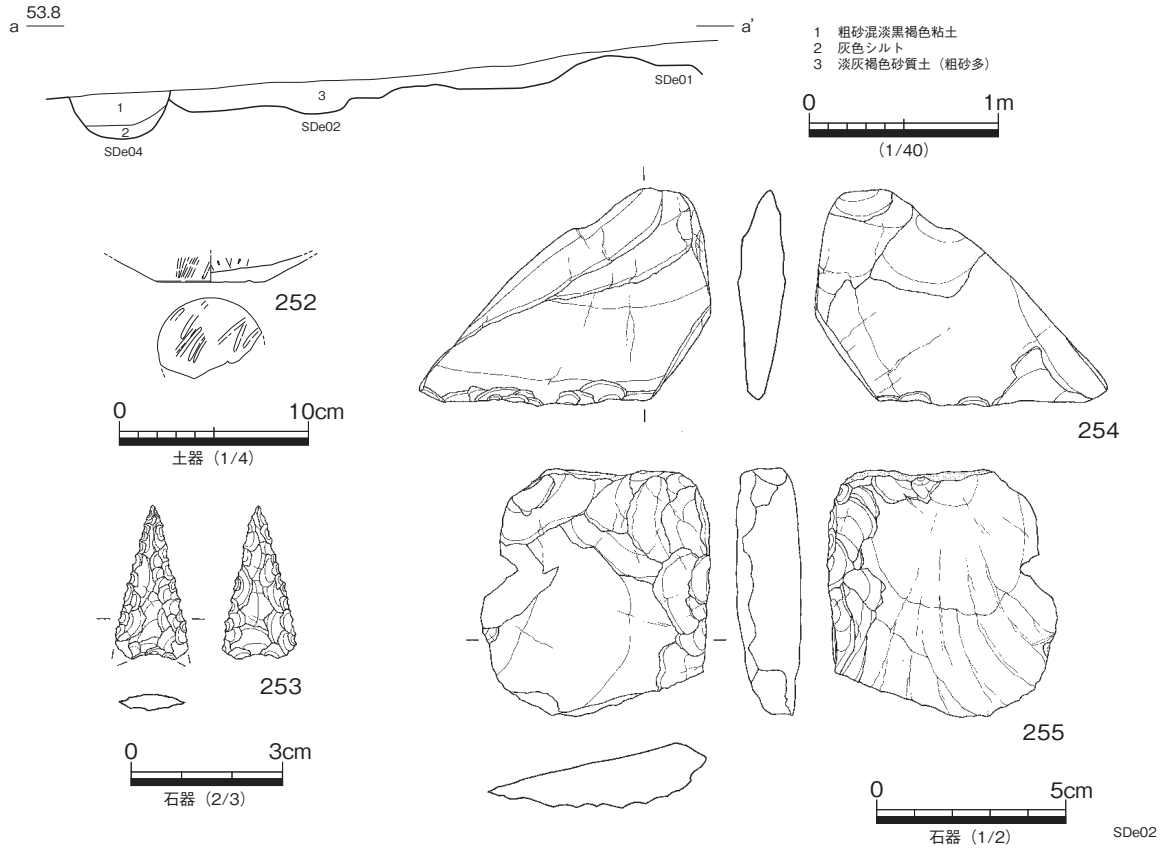 a 53.8 a'
1 粗砂混淡黒褐色粘土
2 灰色シルト
3 淡灰褐色砂質土（粗砂多）
SDe01
1
3
2
SDe02
SDe04
0 1m
(1/40)
252
0 10cm
土器（1/4）
254
253
0 3cm
石器（2/3）
255
0 5cm
石器（1/2）
SDe02